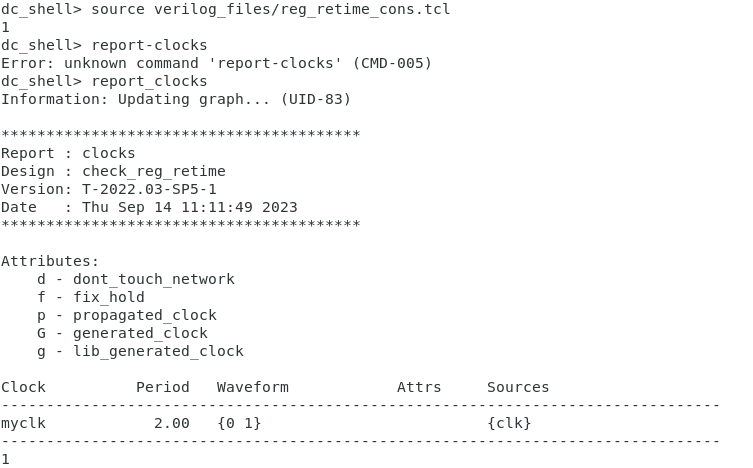 dc_shell> source verilog_files/reg_retime_cons.tcl
1
dc_shell> report-clocks
Error: unknown command 'report-clocks' (CMD-005)
dc_shell> report_clocks
Information: Updating graph... (UID-83)

****************************************
Report : clocks
Design : check_reg_retime
Version: T-2022.03-SP5-1
Date   : Thu Sep 14 11:11:49 2023
****************************************

Attributes:
    d - dont_touch_network
    f - fix_hold
    p - propagated_clock
    G - generated_clock
    g - lib_generated_clock

Clock          Period   Waveform            Attrs     Sources
--------------------------------------------------------------------------------
myclk            2.00   {0 1}                         {clk}
--------------------------------------------------------------------------------
1